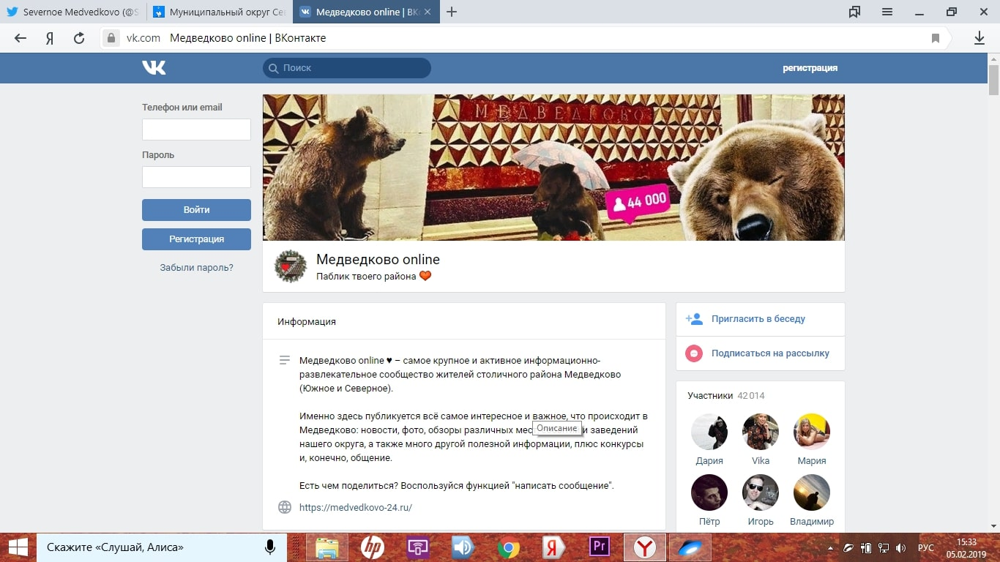 Severnoe Medvedkovo (@S
Муниципальный округ Се
Медведково online | ВК
Я
vk.com Медведково online | ВКонтакте
VK
Поиск
регистрация
Телефон или email
Пароль
Войти
Регистрация
Забыли пароль?
МЕДВЕДКОВО
44 000
Медведково online
Паблик твоего района
Информация
Медведково online ♥ – самое крупное и активное информационно-
развлекательное сообщество жителей столичного района Медведково
(Южное и Северное).
Именно здесь публикуется всё самое интересное и важное, что происходит в
Медведково: новости, фото, обзоры различных мес и заведений
Описание
нашего округа, а также много другой полезной информации, плюс конкурсы
и, конечно, общение.
Есть чем поделиться? Воспользуйся функцией "написать сообщение".
https://medvedkovo-24.ru/
Пригласить в беседу
Подписаться на рассылку
Участники 42 014
Дария Vika Мария
Пётр Игорь Владимир
Скажите «Слушай, Алиса»
hp
Я
Pr
Y
РУС
15:33
05.02.2019